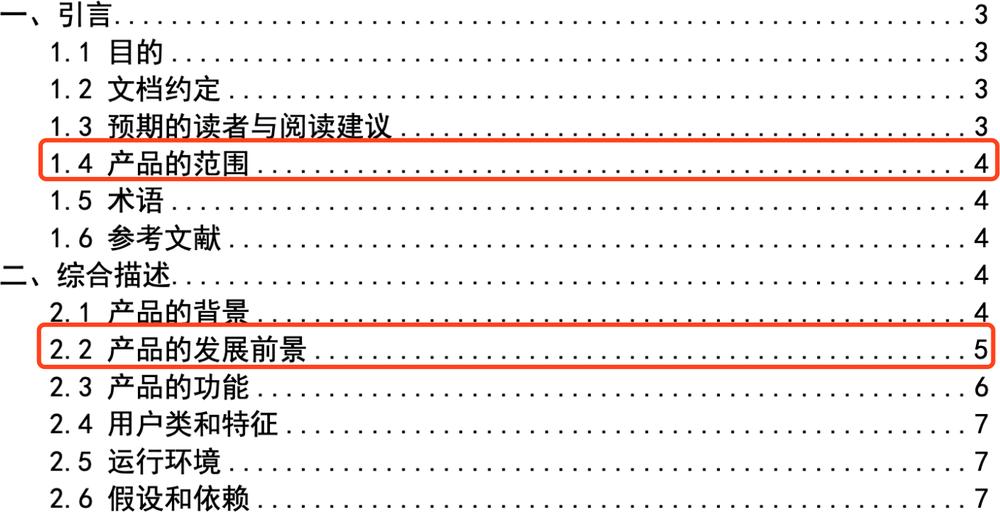 一、引言............................................................3
1.1 目的........................................................3
1.2 文档约定....................................................3
1.3 预期的读者与阅读建议........................................3
1.4 产品的范围..................................................4
1.5 术语........................................................4
1.6 参考文献....................................................4
二、综合描述........................................................4
2.1 产品的背景..................................................4
2.2 产品的发展前景..............................................5
2.3 产品的功能..................................................6
2.4 用户类和特征................................................7
2.5 运行环境....................................................7
2.6 假设和依赖..................................................7